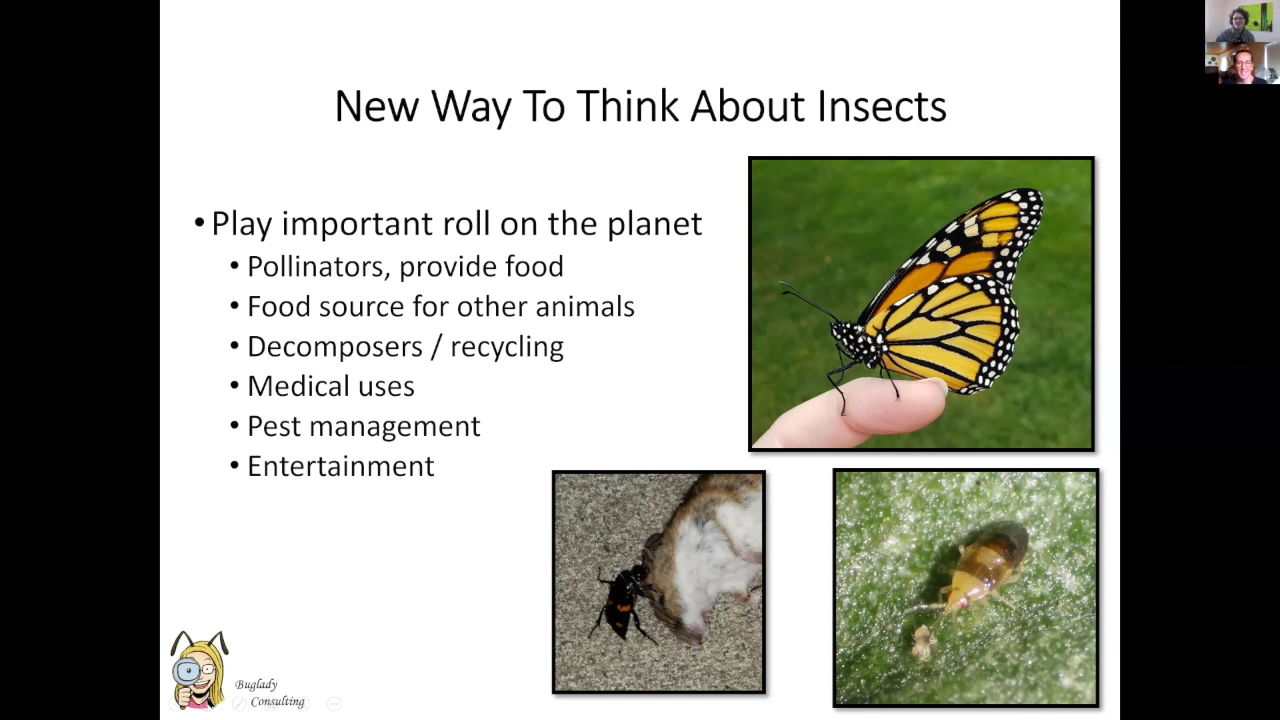 New Way To Think About Insects
• Play important roll on the planet
• Pollinators, provide food
• Food source for other animals
• Decomposers / recycling
• Medical uses
• Pest management
• Entertainment
Buglady
Consulting